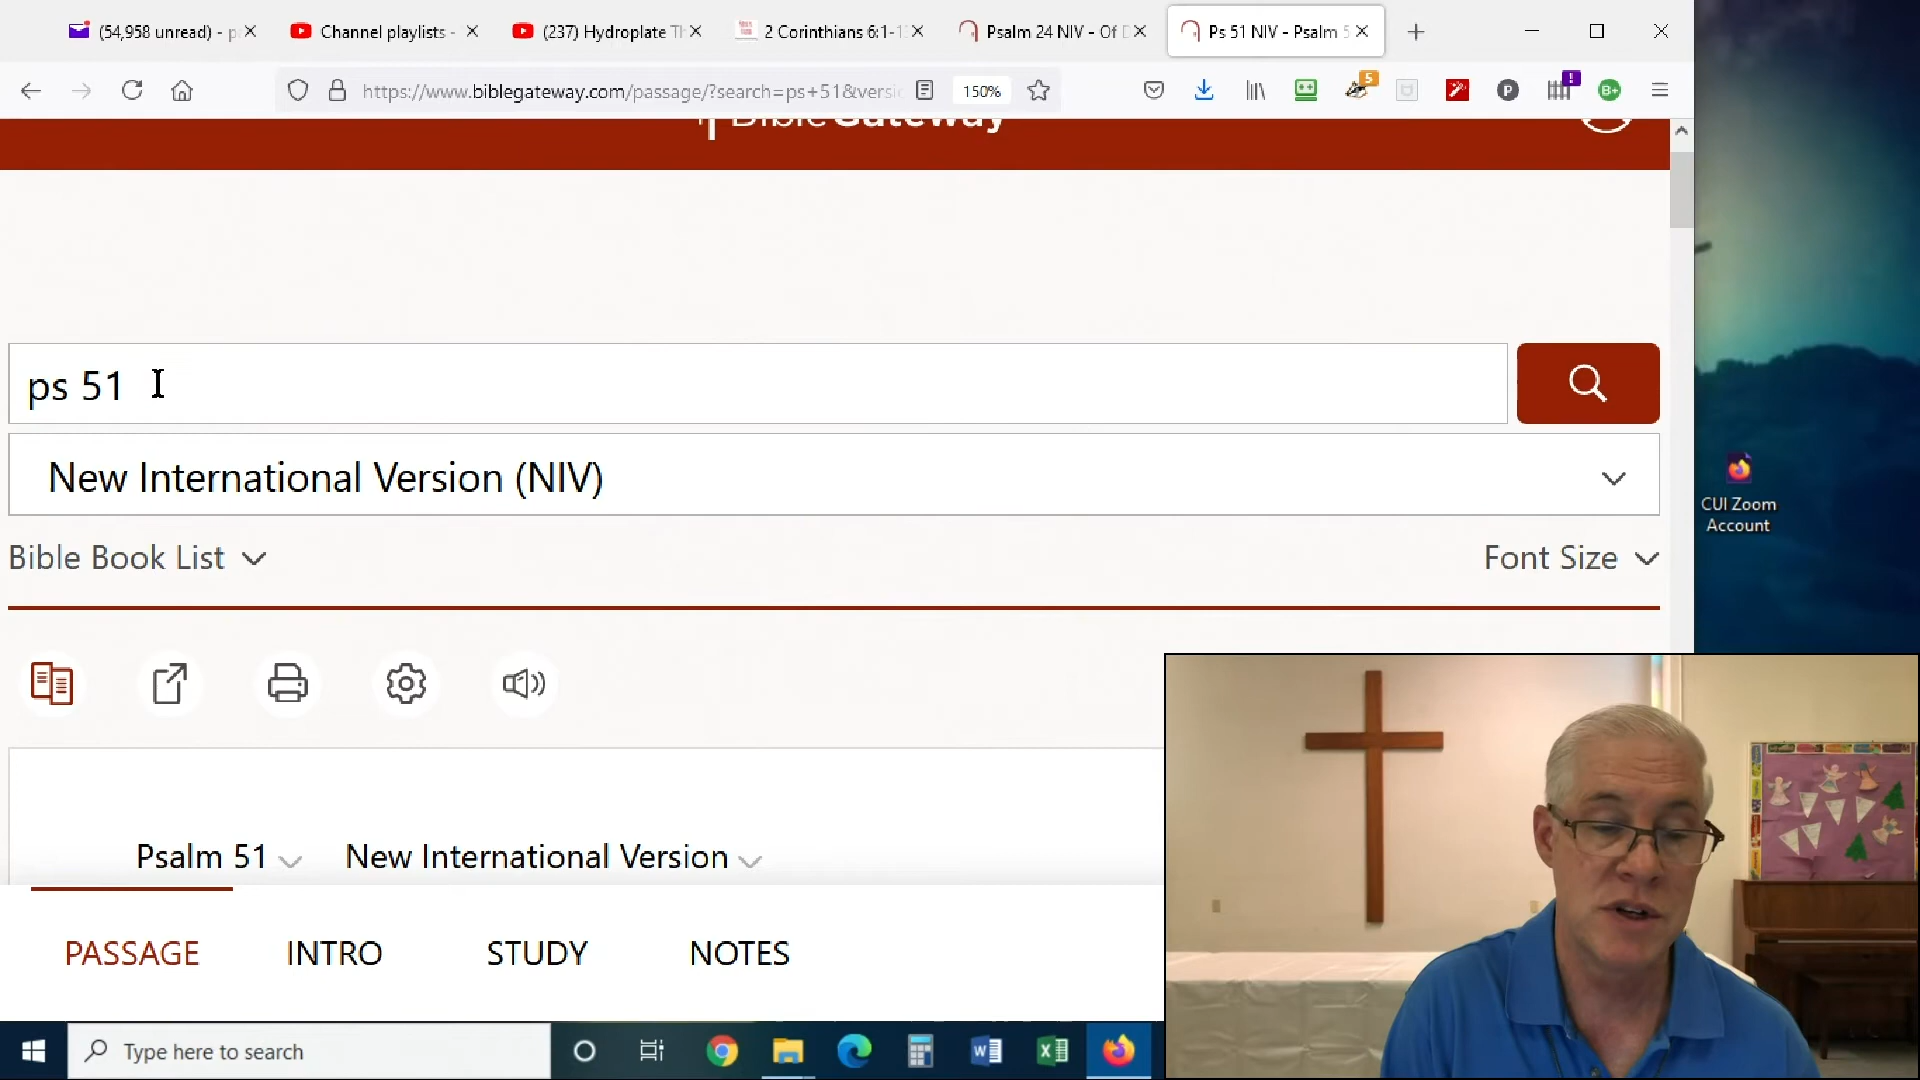 (54,958 unread) - p
Channel playlists -
(237) Hydroplate Th
2 Corinthians 6:1-1
Psalm 24 NIV - Of D
Ps 51 NIV - Psalm 5
https://www.biblegateway.com/passage/?search=ps+51&versi
150%
5
!
P
B+
BibleGateway
ps 51
New International Version (NIV)
Bible Book List
Font Size
CUI Zoom
Account
Psalm 51
New International Version
PASSAGE
INTRO
STUDY
NOTES
Type here to search